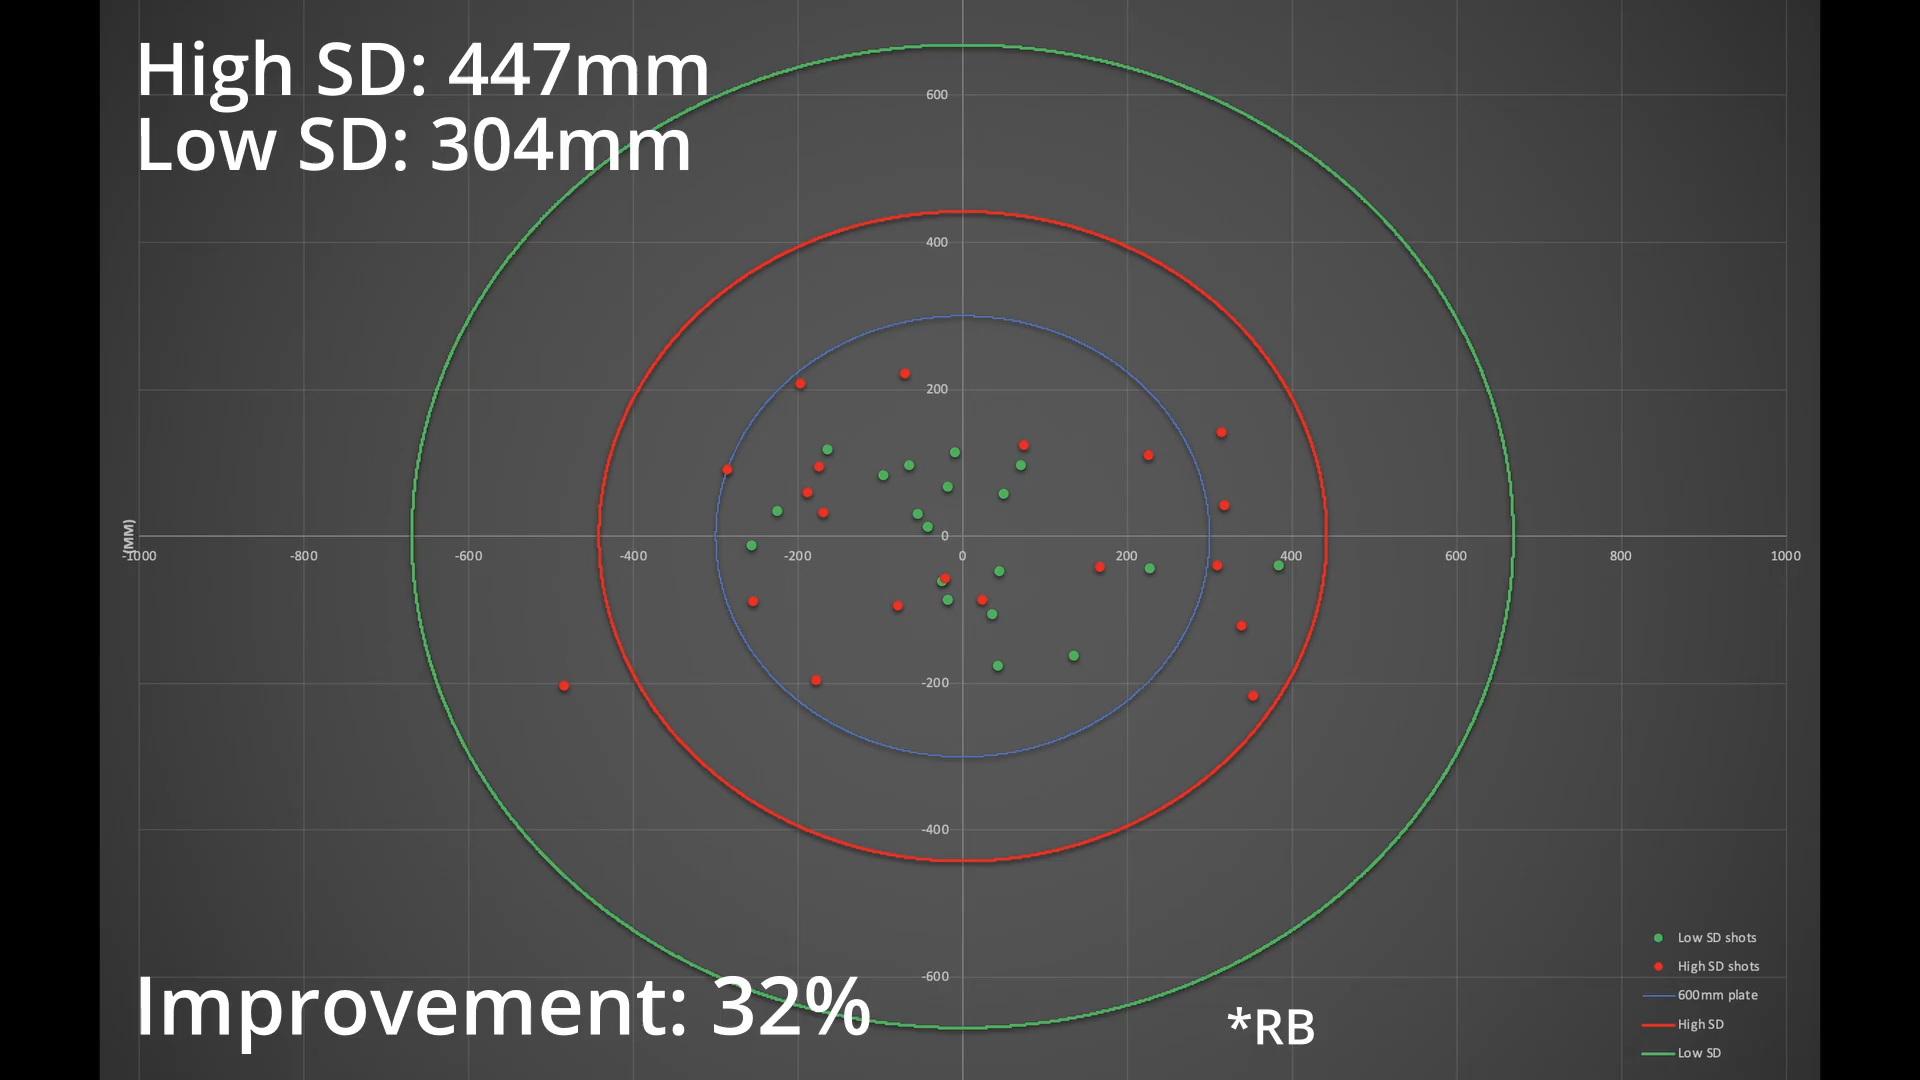 High SD: 447mm
Low SD: 304mm
600
400
200
0
(MM)
-1000 -800 -600 -400 -200 0 200 400 600 800 1000
-200
-400
-600
Low SD shots
High SD shots
600mm plate
High SD
Low SD
Improvement: 32%
*RB